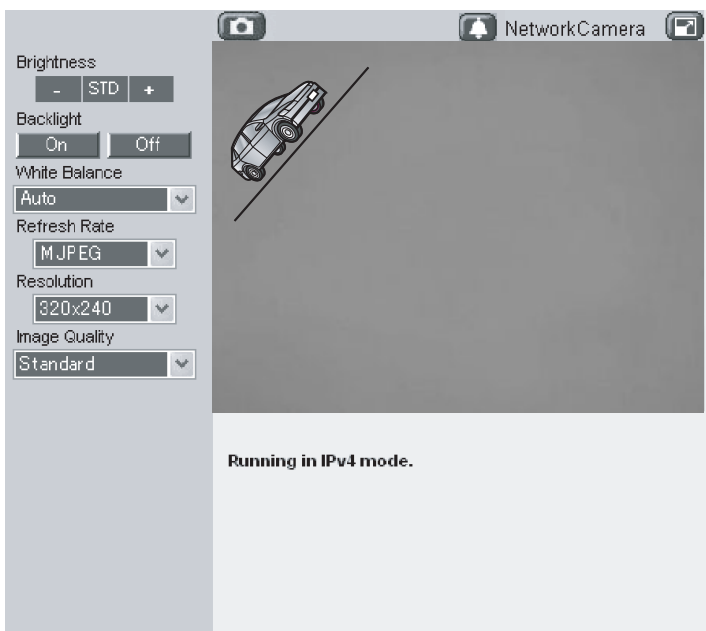 NetworkCamera
Brightness
- STD +
Backlight
On Off
White Balance
Auto
Refresh Rate
MJPEG
Resolution
320x240
Image Quality
Standard
Running in IPv4 mode.